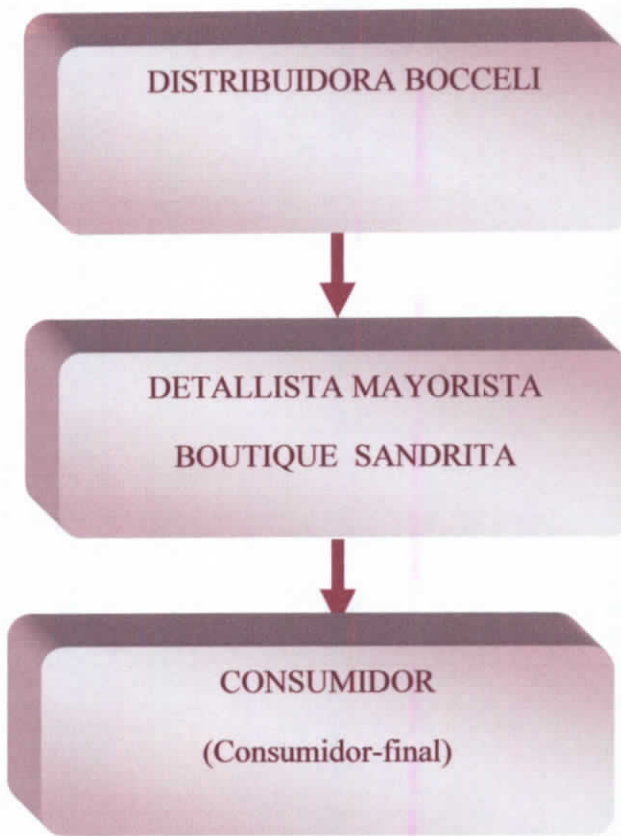 DISTRIBUIDORA BOCCELI
DETALLISTA MAYORISTA
BOUTIQUE SANDRITA
CONSUMIDOR
(Consumidor-final)